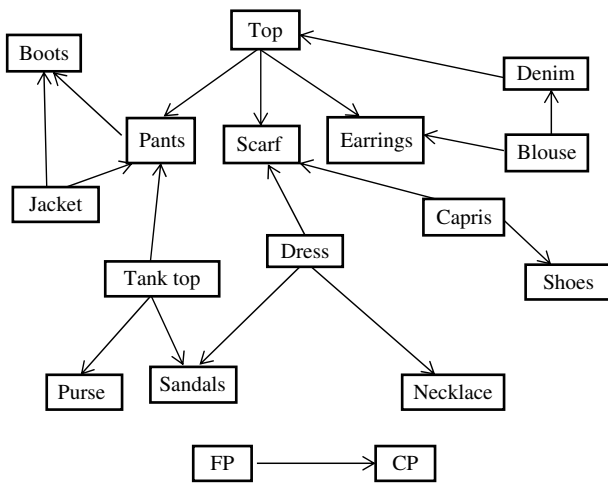 Top
Boots
Denim
Pants
Scarf
Earrings
Blouse
Jacket
Capris
Dress
Tank top
Shoes
Purse
Sandals
Necklace
FP
CP